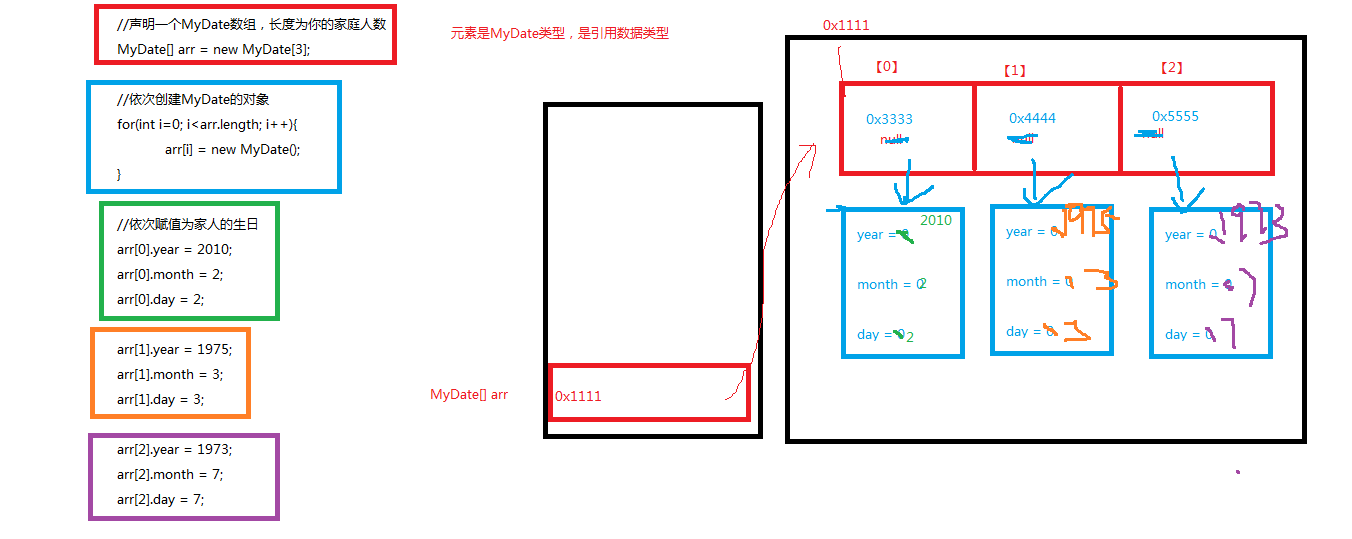 //声明一个MyDate数组，长度为你的家庭人数
MyDate[] arr = new MyDate[3];
//依次创建MyDate的对象
for(int i=0; i<arr.length; i++){
arr[i] = new MyDate();
}
//依次赋值为家人的生日
arr[0].year = 2010;
arr[0].month = 2;
arr[0].day = 2;
arr[1].year = 1975;
arr[1].month = 3;
arr[1].day = 3;
arr[2].year = 1973;
arr[2].month = 7;
arr[2].day = 7;
元素是MyDate类型，是引用数据类型
MyDate[] arr
0x1111
0x1111
【0】
【1】
【2】
0x3333
null
0x4444
null
0x5555
null
2010
year = 0
month = 0 2
day = 0 2
year = 0 1975
month = 0 3
day = 0 3
year = 0 1973
month = 0 7
day = 0 7